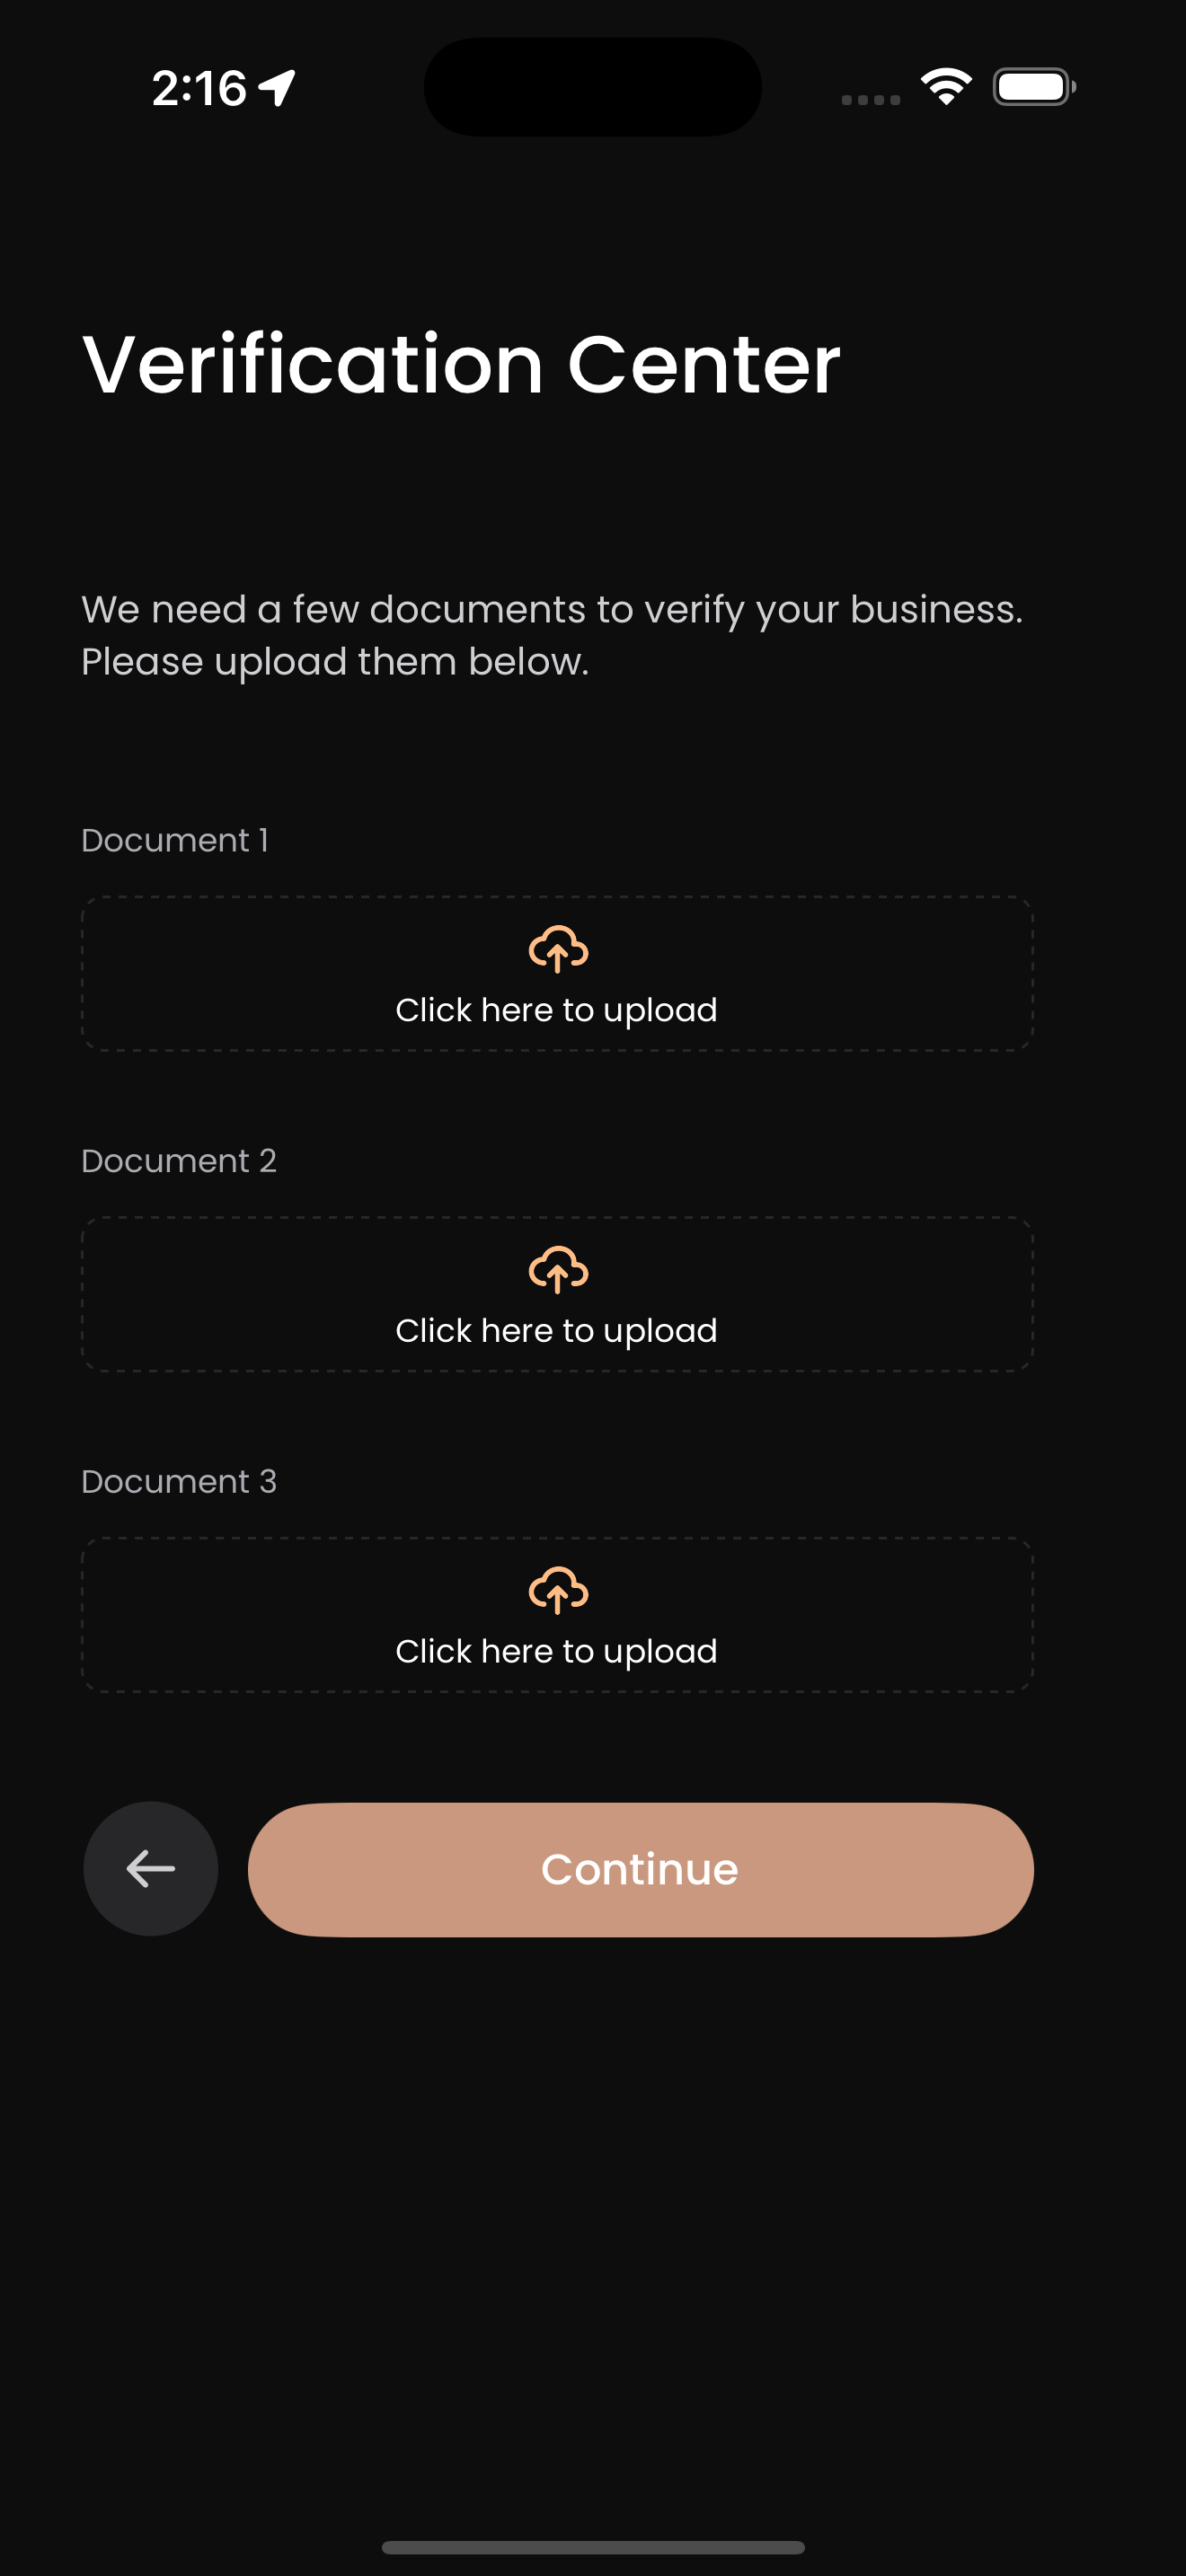 2:16
Verification Center
We need a few documents to verify your business.
Please upload them below.
Document 1
Click here to upload
Document 2
Click here to upload
Document 3
Click here to upload
Continue